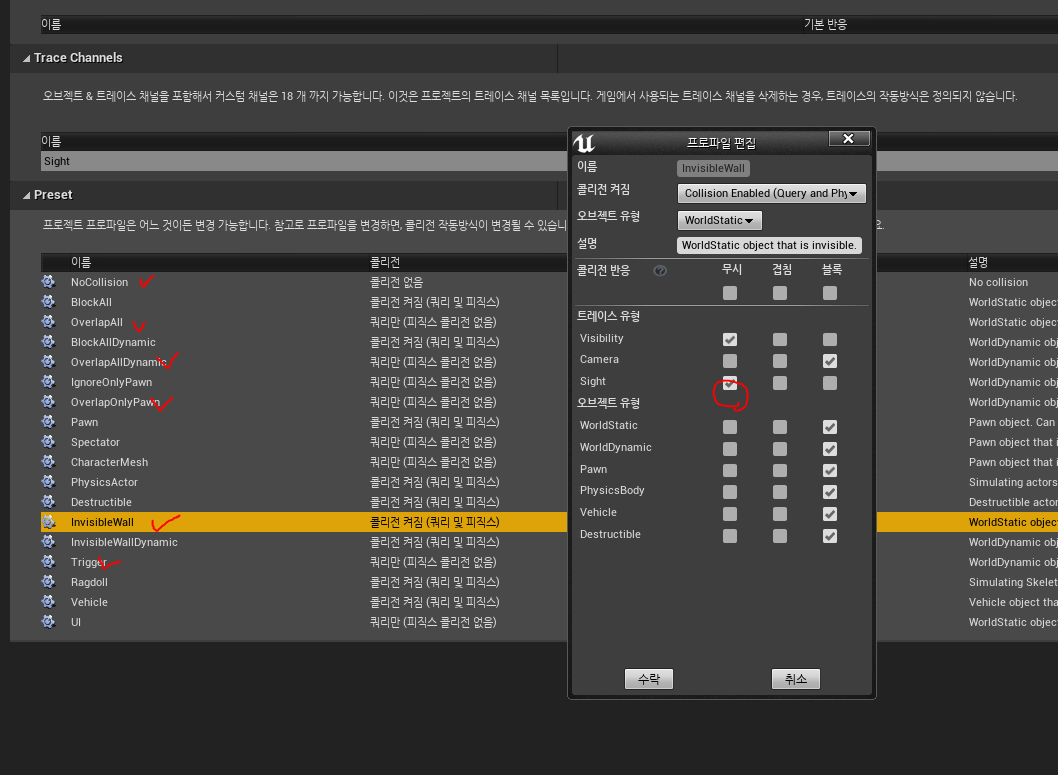 이름 기본 반응
Trace Channels
오브젝트 & 트레이스 채널을 포함해서 커스텀 채널은 18 개 까지 가능합니다. 이것은 프로젝트의 트레이스 채널 목록입니다. 게임에서 사용되는 트레이스 채널을 삭제하는 경우, 트레이스의 작동방식은 정의되지 않습니다.
이름
Sight
Preset
프로젝트 프로파일은 어느 것이든 변경 가능합니다. 참고로 프로파일을 변경하면, 콜리전 작동방식이 변경될 수 있습니
요.
이름 콜리전 설명
NoCollision 콜리전 없음 No collision
BlockAll 콜리전 켜짐 (쿼리 및 피직스) WorldStatic objec
OverlapAll 쿼리만 (피직스 콜리전 없음) WorldStatic objec
BlockAllDynamic 콜리전 켜짐 (쿼리 및 피직스) WorldDynamic obj
OverlapAllDynamic 쿼리만 (피직스 콜리전 없음) WorldDynamic obj
IgnoreOnlyPawn 쿼리만 (피직스 콜리전 없음) WorldDynamic obj
OverlapOnlyPawn 쿼리만 (피직스 콜리전 없음) WorldDynamic obj
Pawn 콜리전 켜짐 (쿼리 및 피직스) Pawn object. Can
Spectator 쿼리만 (피직스 콜리전 없음) Pawn object that i
CharacterMesh 쿼리만 (피직스 콜리전 없음) Pawn object that i
PhysicsActor 콜리전 켜짐 (쿼리 및 피직스) Simulating actors
Destructible 콜리전 켜짐 (쿼리 및 피직스) Destructible actor
InvisibleWall 콜리전 켜짐 (쿼리 및 피직스) WorldStatic objec
InvisibleWallDynamic 콜리전 켜짐 (쿼리 및 피직스) WorldDynamic obj
Trigger 쿼리만 (피직스 콜리전 없음) WorldDynamic obj
Ragdoll 콜리전 켜짐 (쿼리 및 피직스) Simulating Skelet
Vehicle 콜리전 켜짐 (쿼리 및 피직스) Vehicle object tha
UI 쿼리만 (피직스 콜리전 없음) WorldStatic objec
프로파일 편집
이름 InvisibleWall
콜리전 켜짐 Collision Enabled (Query and Phy
오브젝트 유형 WorldStatic
설명 WorldStatic object that is invisible.
콜리전 반응 ? 무시 겹침 블록
트레이스 유형
Visibility
Camera
Sight
오브젝트 유형
WorldStatic
WorldDynamic
Pawn
PhysicsBody
Vehicle
Destructible
수락 취소